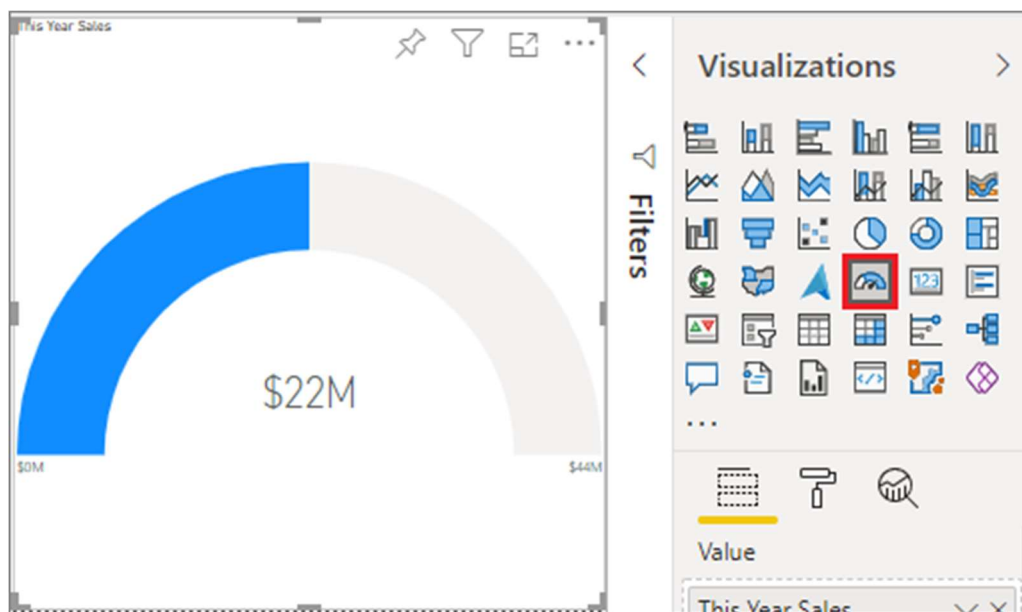 This Year Sales
$22M
$0M
$44M
Filters
Visualizations
123
Value
This Year Sales